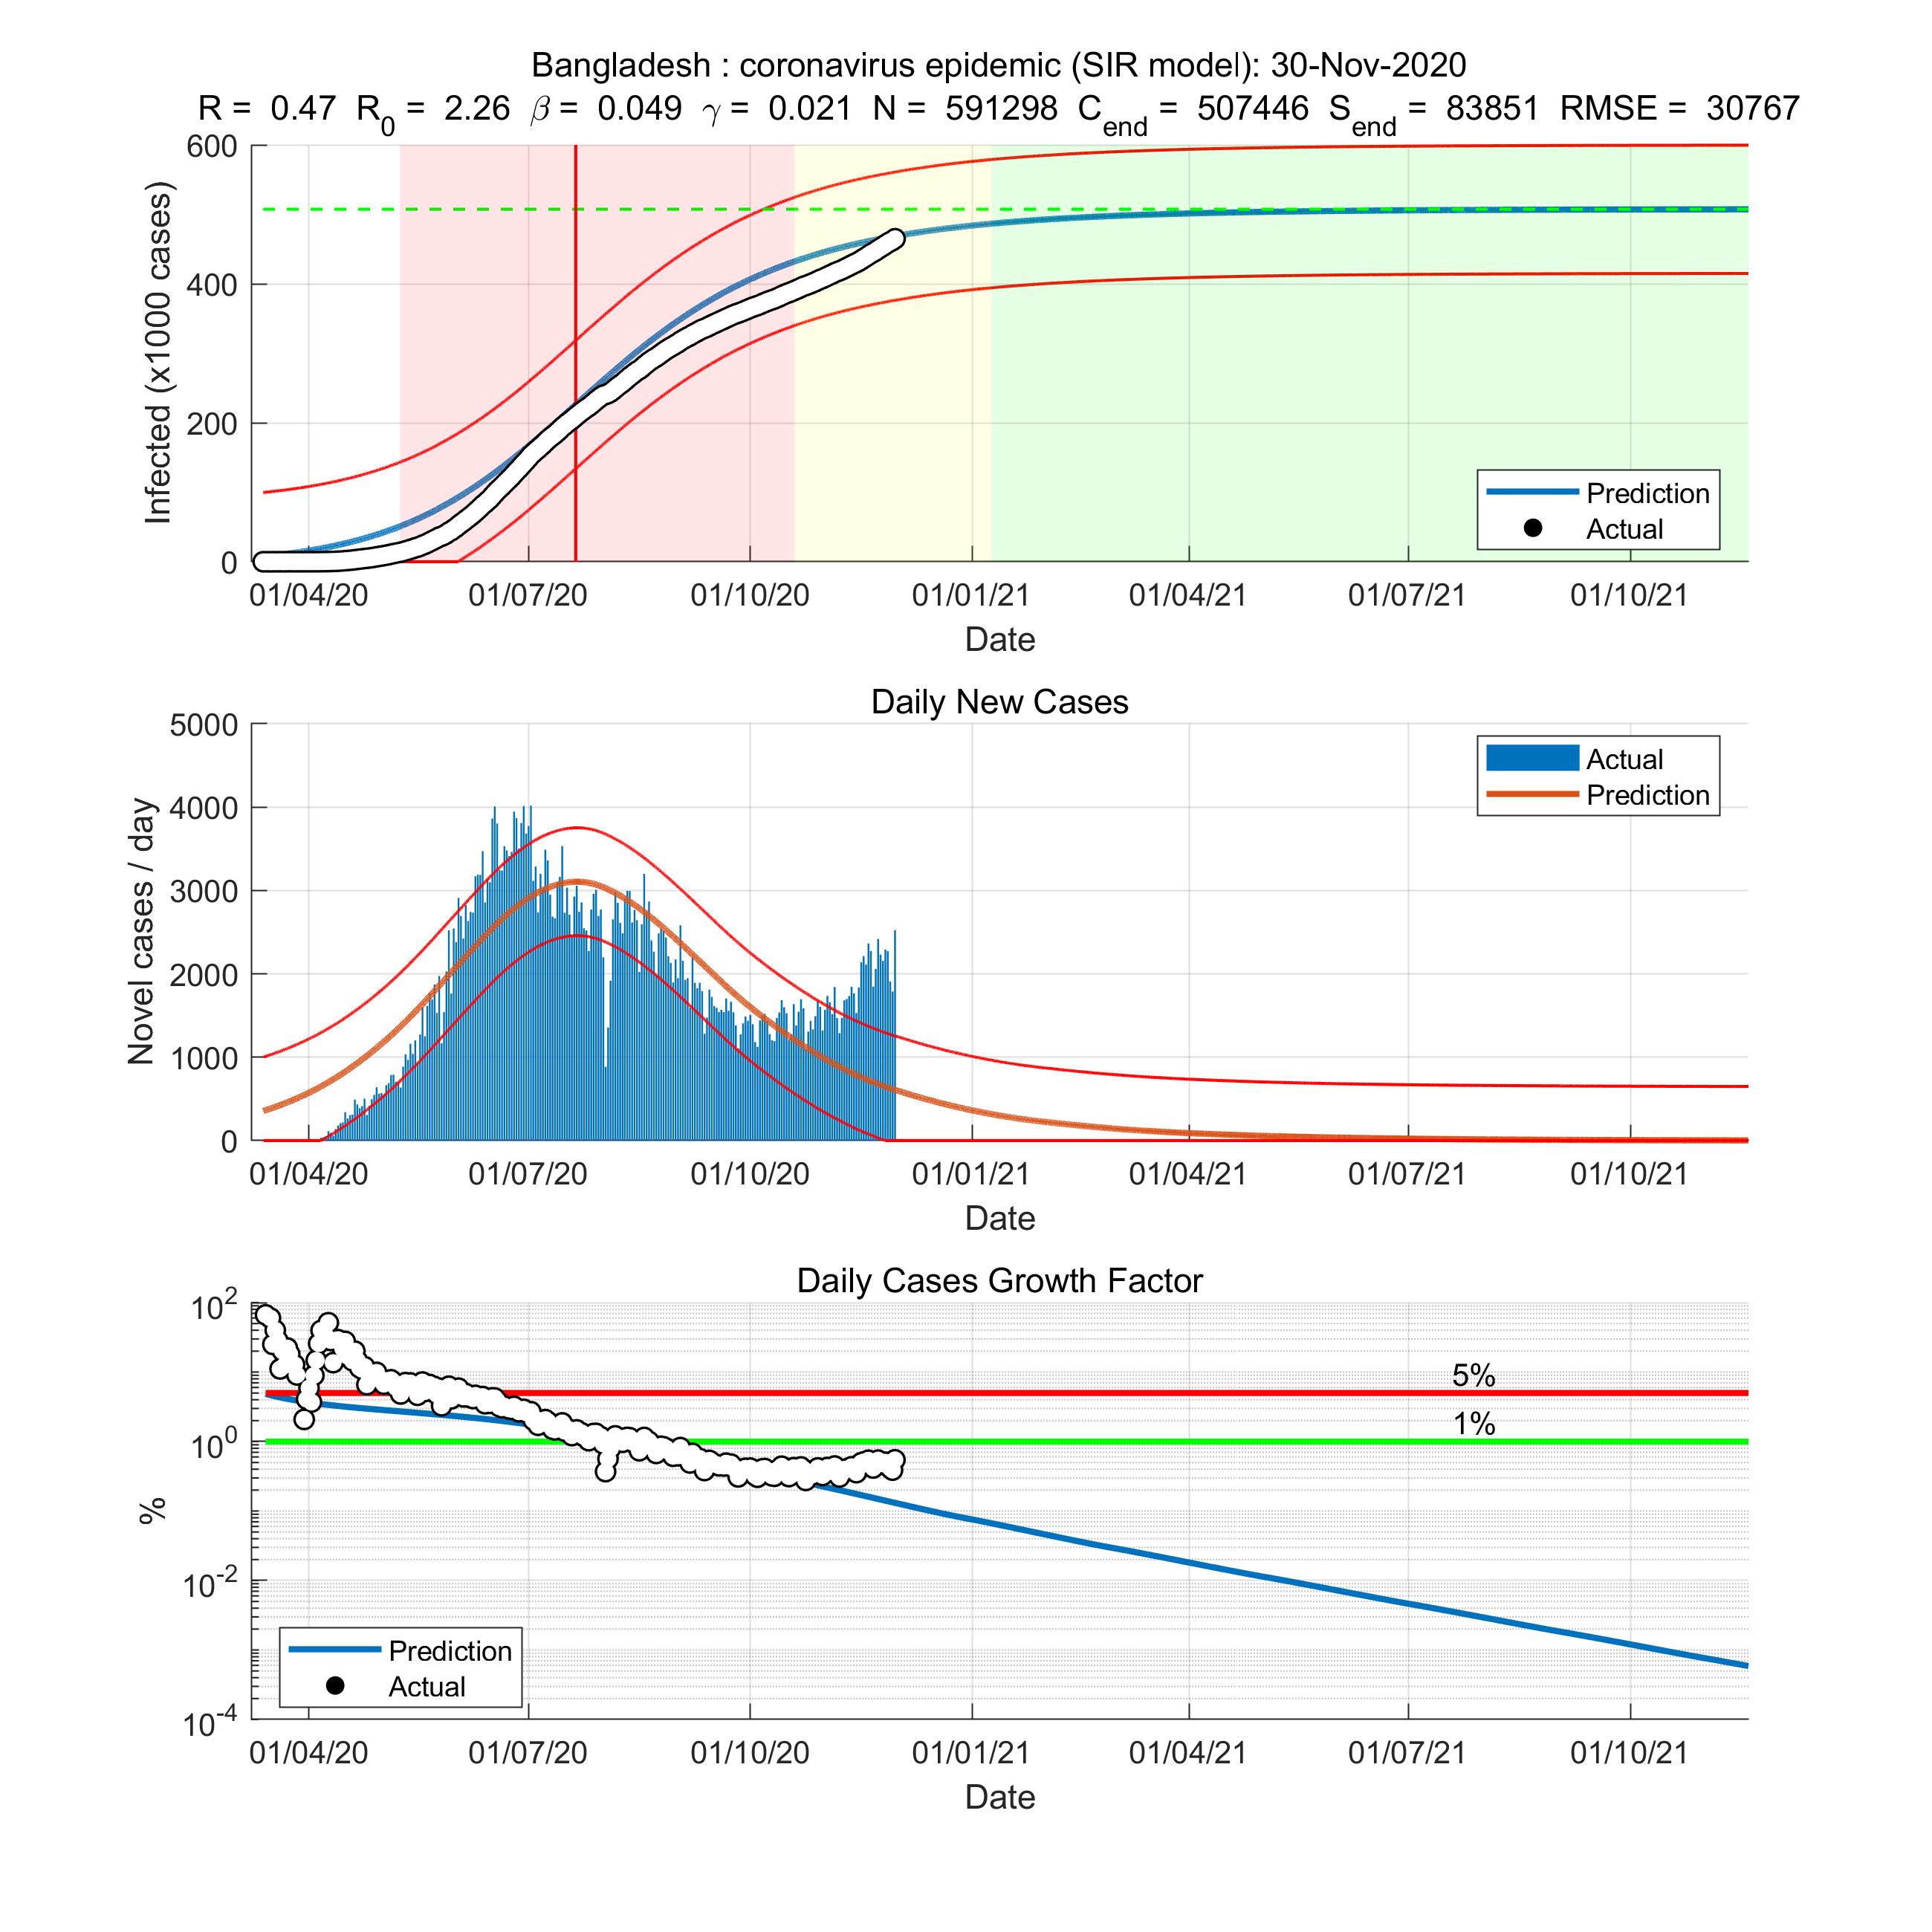 Bangladesh : coronavirus epidemic (SIR model): 30-Nov-2020
R = 0.47 R0 = 2.26 β = 0.049 γ = 0.021 N = 591298 Cend = 507446 Send = 83851 RMSE = 30767
600
400
200
0
Infected (x1000 cases)
Prediction
Actual
01/04/20 01/07/20 01/10/20 01/01/21 01/04/21 01/07/21 01/10/21
Date
Daily New Cases
5000
4000
3000
2000
1000
0
Novel cases / day
Actual
Prediction
01/04/20 01/07/20 01/10/20 01/01/21 01/04/21 01/07/21 01/10/21
Date
Daily Cases Growth Factor
10^2
10^0
10^-2
10^-4
%
5%
1%
Prediction
Actual
01/04/20 01/07/20 01/10/20 01/01/21 01/04/21 01/07/21 01/10/21
Date